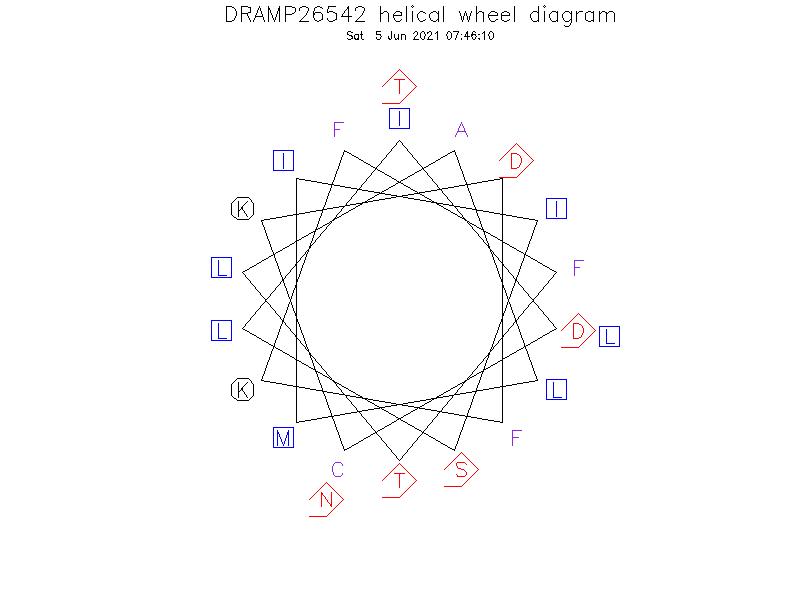 DRAMP26542 helical wheel diagram
Sat 5 Jun 2021 07:46:10
T
F I A
I D
K I
L F
L D L
K L
M F
C T S
N